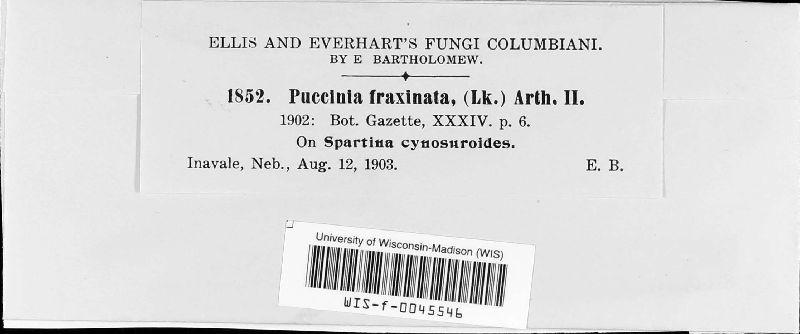 ELLIS AND EVERHART'S FUNGI COLUMBIANI.
BY E BARTHOLOMEW.
1852. Puccinia fraxinata, (Lk.) Arth. II.
1902: Bot. Gazette, XXXIV. p. 6.
On Spartina cynosuroides.
Inavale, Neb., Aug. 12, 1903. E. B.
University of Wisconsin-Madison (WIS)
WIS-f-0045546